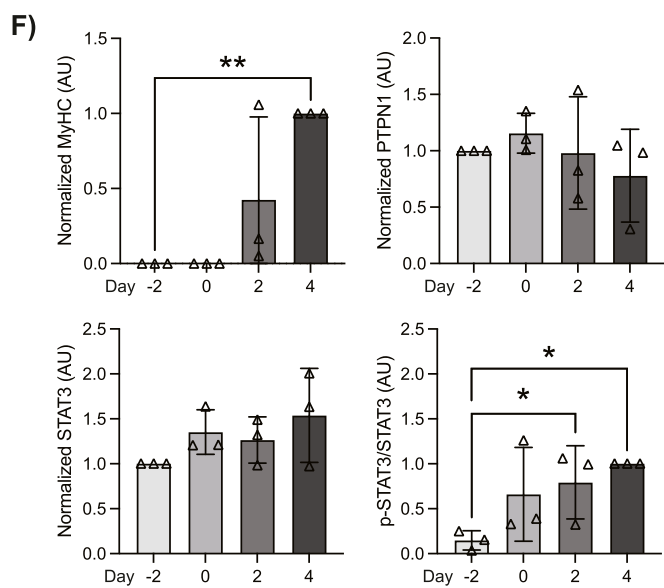 F)
Normalized MyHC (AU)
1.5
1.0
0.5
0.0
**
Day -2 0 2 4
Normalized PTPN1 (AU)
2.0
1.5
1.0
0.5
0.0
Day -2 0 2 4
Normalized STAT3 (AU)
2.5
2.0
1.5
1.0
0.5
0.0
Day -2 0 2 4
p-STAT3/STAT3 (AU)
2.5
2.0
1.5
1.0
0.5
0.0
*
*
Day -2 0 2 4